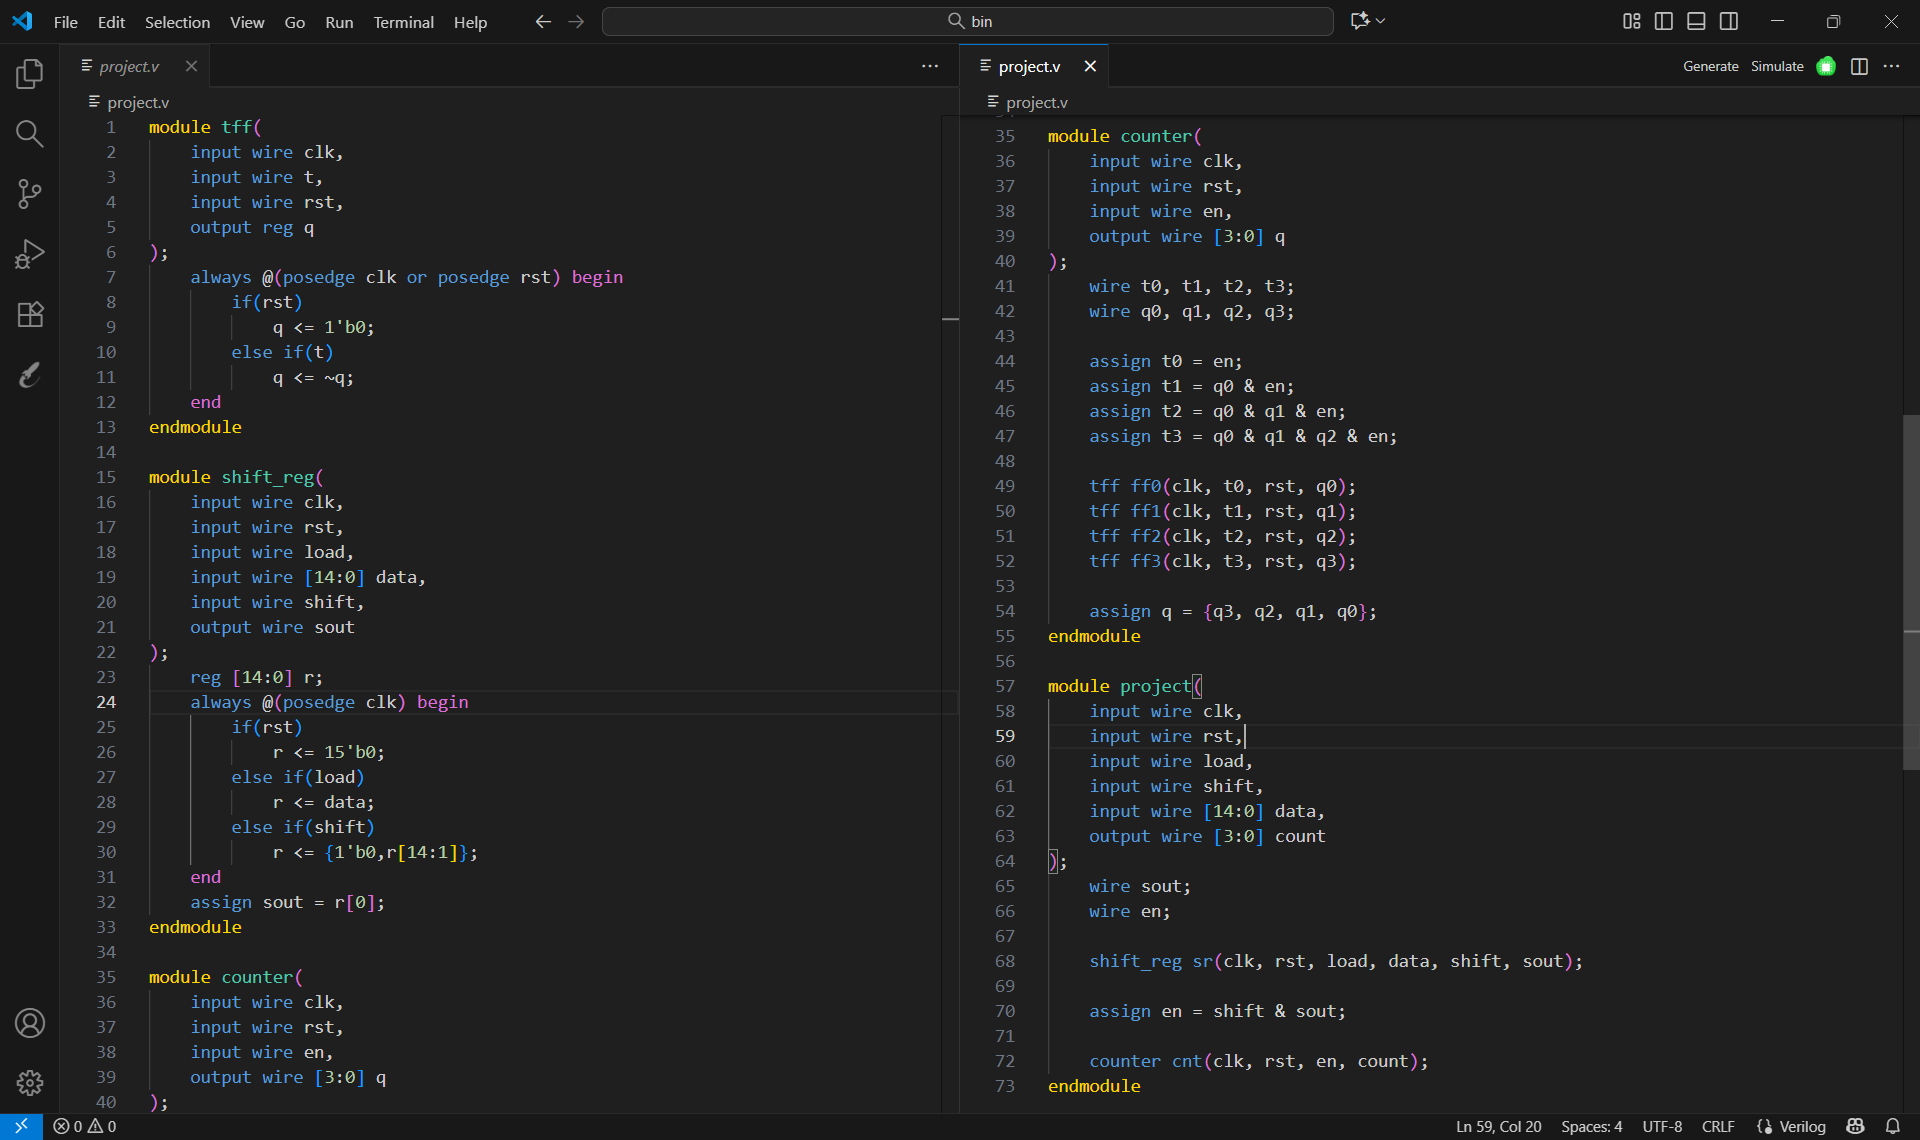 File Edit Selection View Go Run Terminal Help
bin
project.v
project.v
1 module tff(
2     input wire clk,
3     input wire t,
4     input wire rst,
5     output reg q
6 );
7     always @(posedge clk or posedge rst) begin
8         if(rst)
9             q <= 1'b0;
10         else if(t)
11             q <= ~q;
12     end
13 endmodule
14
15 module shift_reg(
16     input wire clk,
17     input wire rst,
18     input wire load,
19     input wire [14:0] data,
20     input wire shift,
21     output wire sout
22 );
23     reg [14:0] r;
24     always @(posedge clk) begin
25         if(rst)
26             r <= 15'b0;
27         else if(load)
28             r <= data;
29         else if(shift)
30             r <= {1'b0,r[14:1]};
31     end
32     assign sout = r[0];
33 endmodule
34
35 module counter(
36     input wire clk,
37     input wire rst,
38     input wire en,
39     output wire [3:0] q
40 );
project.v
Generate Simulate
project.v
35 module counter(
36     input wire clk,
37     input wire rst,
38     input wire en,
39     output wire [3:0] q
40 );
41     wire t0, t1, t2, t3;
42     wire q0, q1, q2, q3;
43
44     assign t0 = en;
45     assign t1 = q0 & en;
46     assign t2 = q0 & q1 & en;
47     assign t3 = q0 & q1 & q2 & en;
48
49     tff ff0(clk, t0, rst, q0);
50     tff ff1(clk, t1, rst, q1);
51     tff ff2(clk, t2, rst, q2);
52     tff ff3(clk, t3, rst, q3);
53
54     assign q = {q3, q2, q1, q0};
55 endmodule
56
57 module project(
58     input wire clk,
59     input wire rst,
60     input wire load,
61     input wire shift,
62     input wire [14:0] data,
63     output wire [3:0] count
64 );
65     wire sout;
66     wire en;
67
68     shift_reg sr(clk, rst, load, data, shift, sout);
69
70     assign en = shift & sout;
71
72     counter cnt(clk, rst, en, count);
73 endmodule
0 0
Ln 59, Col 20 Spaces: 4 UTF-8 CRLF Verilog